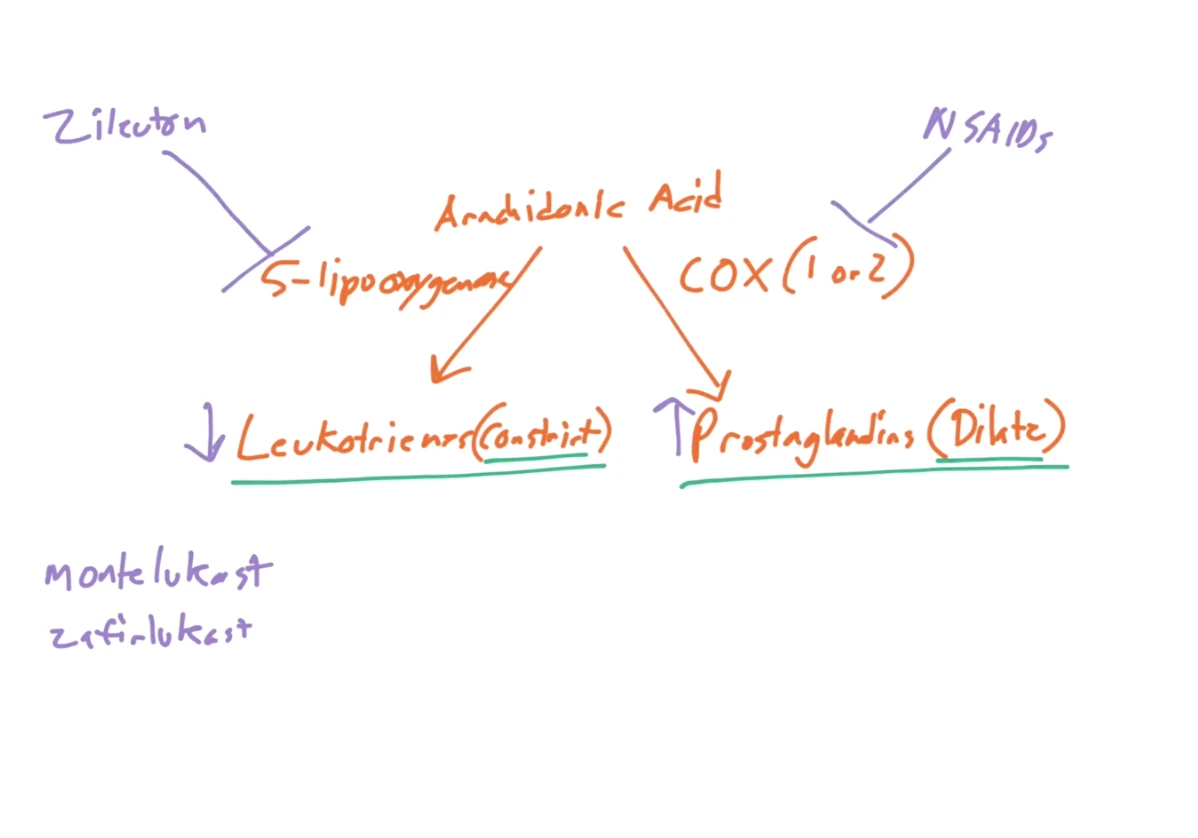 Zileuton
NSAIDs
Arachidonic Acid
5-lipooxygenase
COX (1 or 2)
↓ Leukotrienes (Constrict)
↑ Prostaglandins (Dilate)
montelukast
zafirlukast